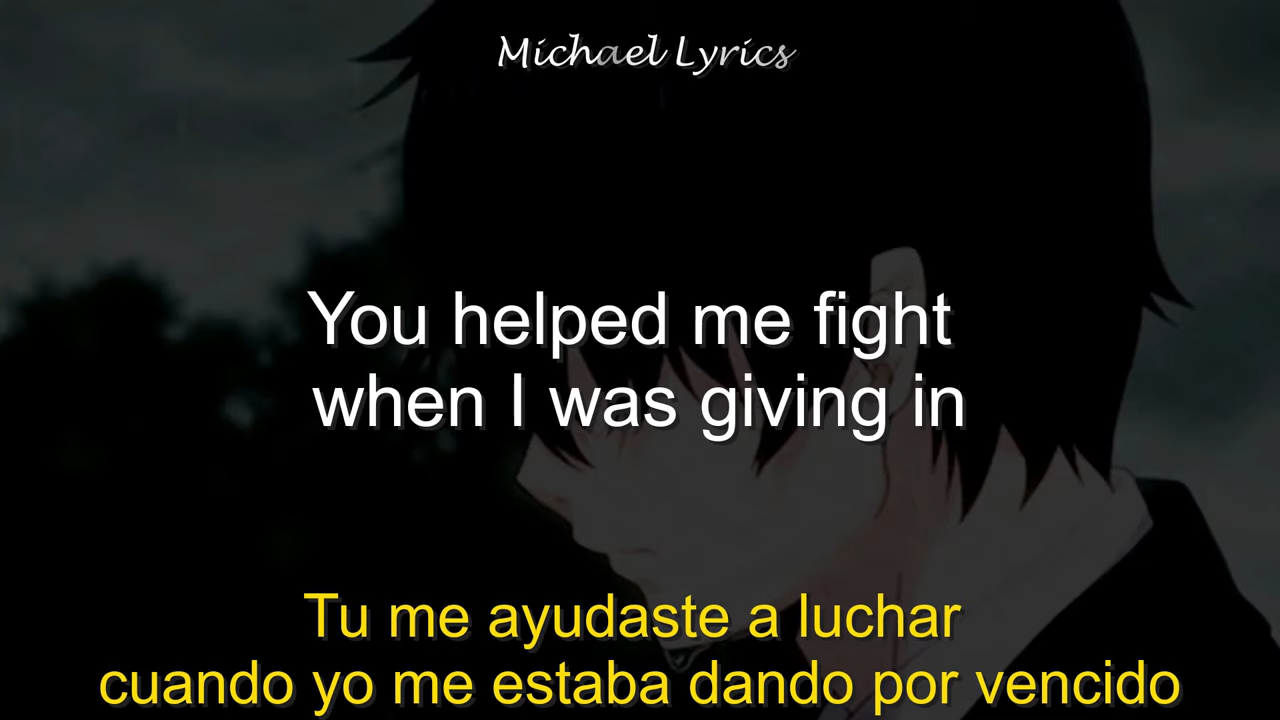 Michael Lyrics
You helped me fight
when I was giving in
Tu me ayudaste a luchar
cuando yo me estaba dando por vencido